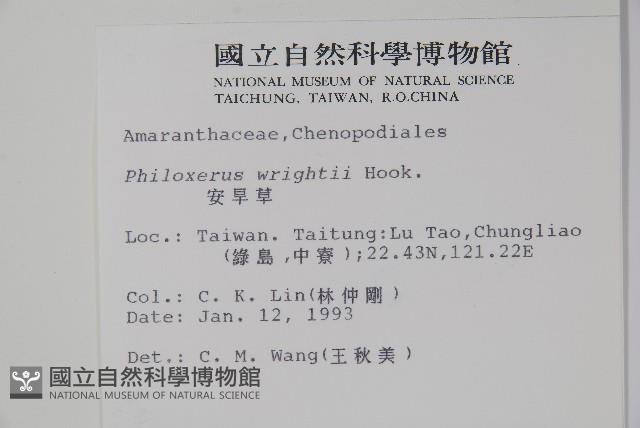 國立自然科學博物館
NATIONAL MUSEUM OF NATURAL SCIENCE
TAICHUNG, TAIWAN, R.O.CHINA
Amaranthaceae,Chenopodiales
Philoxerus wrightii Hook.
安旱草
Loc.: Taiwan. Taitung:Lu Tao,Chungliao
(綠島,中寮);22.43N,121.22E
Col.: C. K. Lin(林仲剛)
Date: Jan. 12, 1993
Det.: C. M. Wang(王秋美)
國立自然科學博物館
NATIONAL MUSEUM OF NATURAL SCIENCE